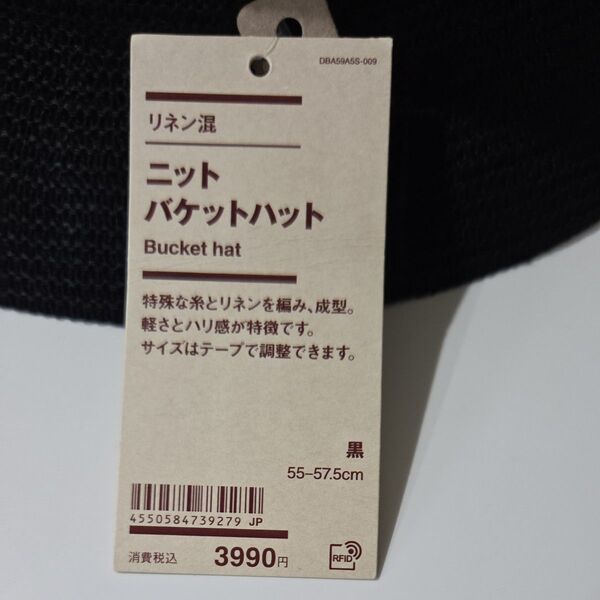 DBA59A5S-009
リネン混
ニット
バケットハット
Bucket hat
特殊な糸とリネンを編み、成型。
軽さとハリ感が特徴です。
サイズはテープで調整できます。
黒
55–57.5cm
4550584739279 JP
消費税込 3990円
RFID